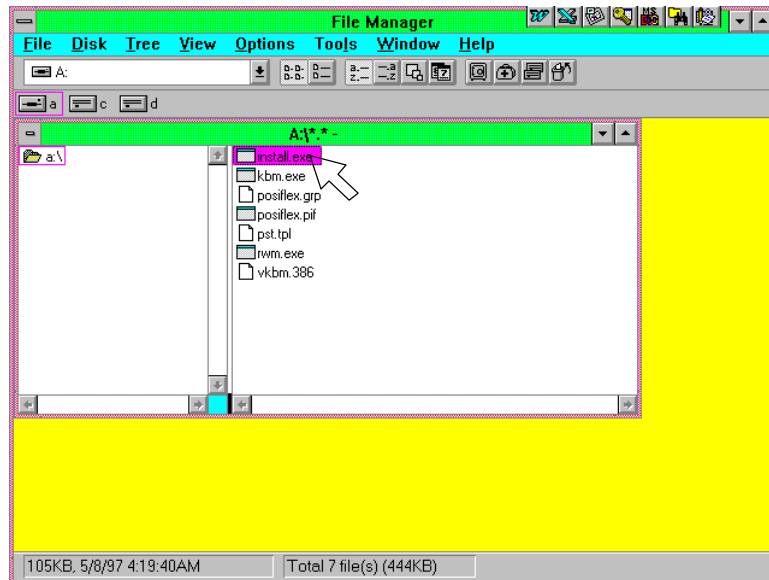 File Manager
File Disk Tree View Options Tools Window Help
A:
a c d
A:\*.* -
a:\
install.exe
kbm.exe
posiflex.grp
posiflex.pif
pst.tpl
rwm.exe
vkbm.386
105KB, 5/8/97 4:19:40AM Total 7 file(s) (444KB)